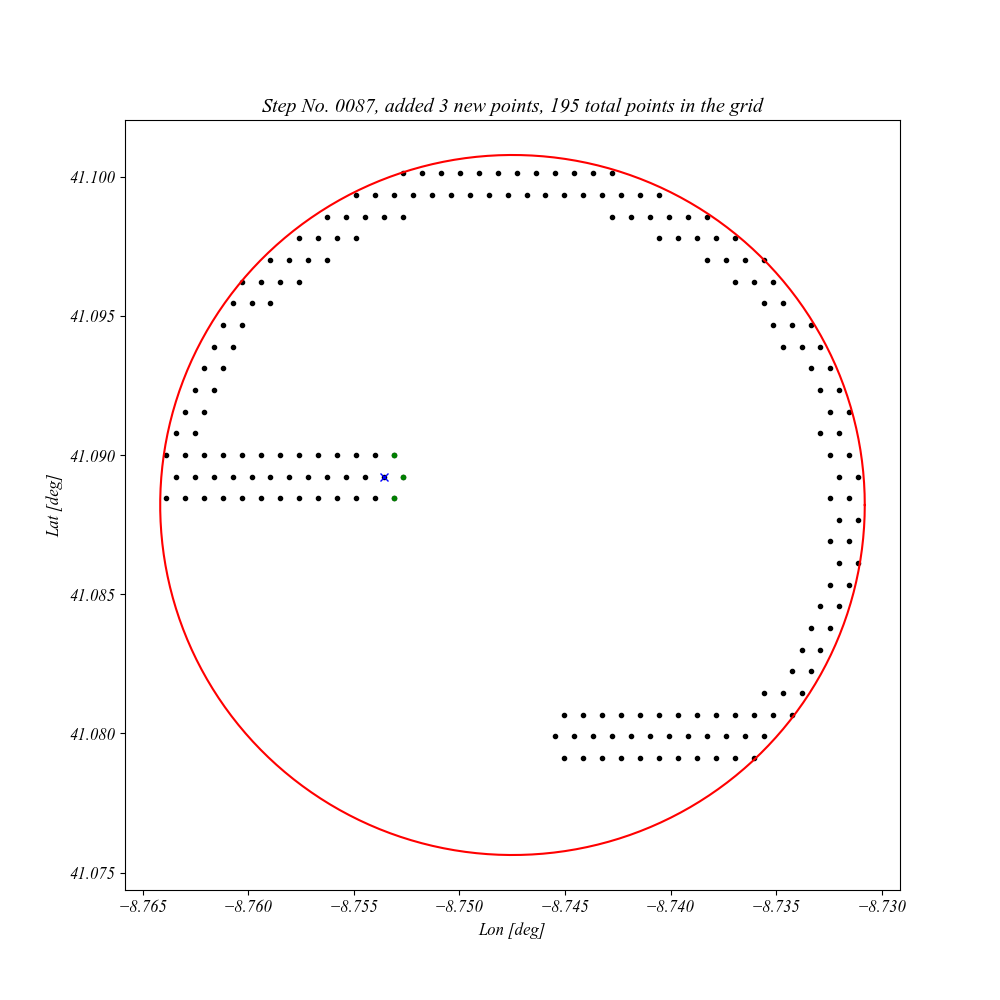 Step No. 0087, added 3 new points, 195 total points in the grid
41.100
41.095
41.090
41.085
41.080
41.075
Lat [deg]
−8.765 −8.760 −8.755 −8.750 −8.745 −8.740 −8.735 −8.730
Lon [deg]